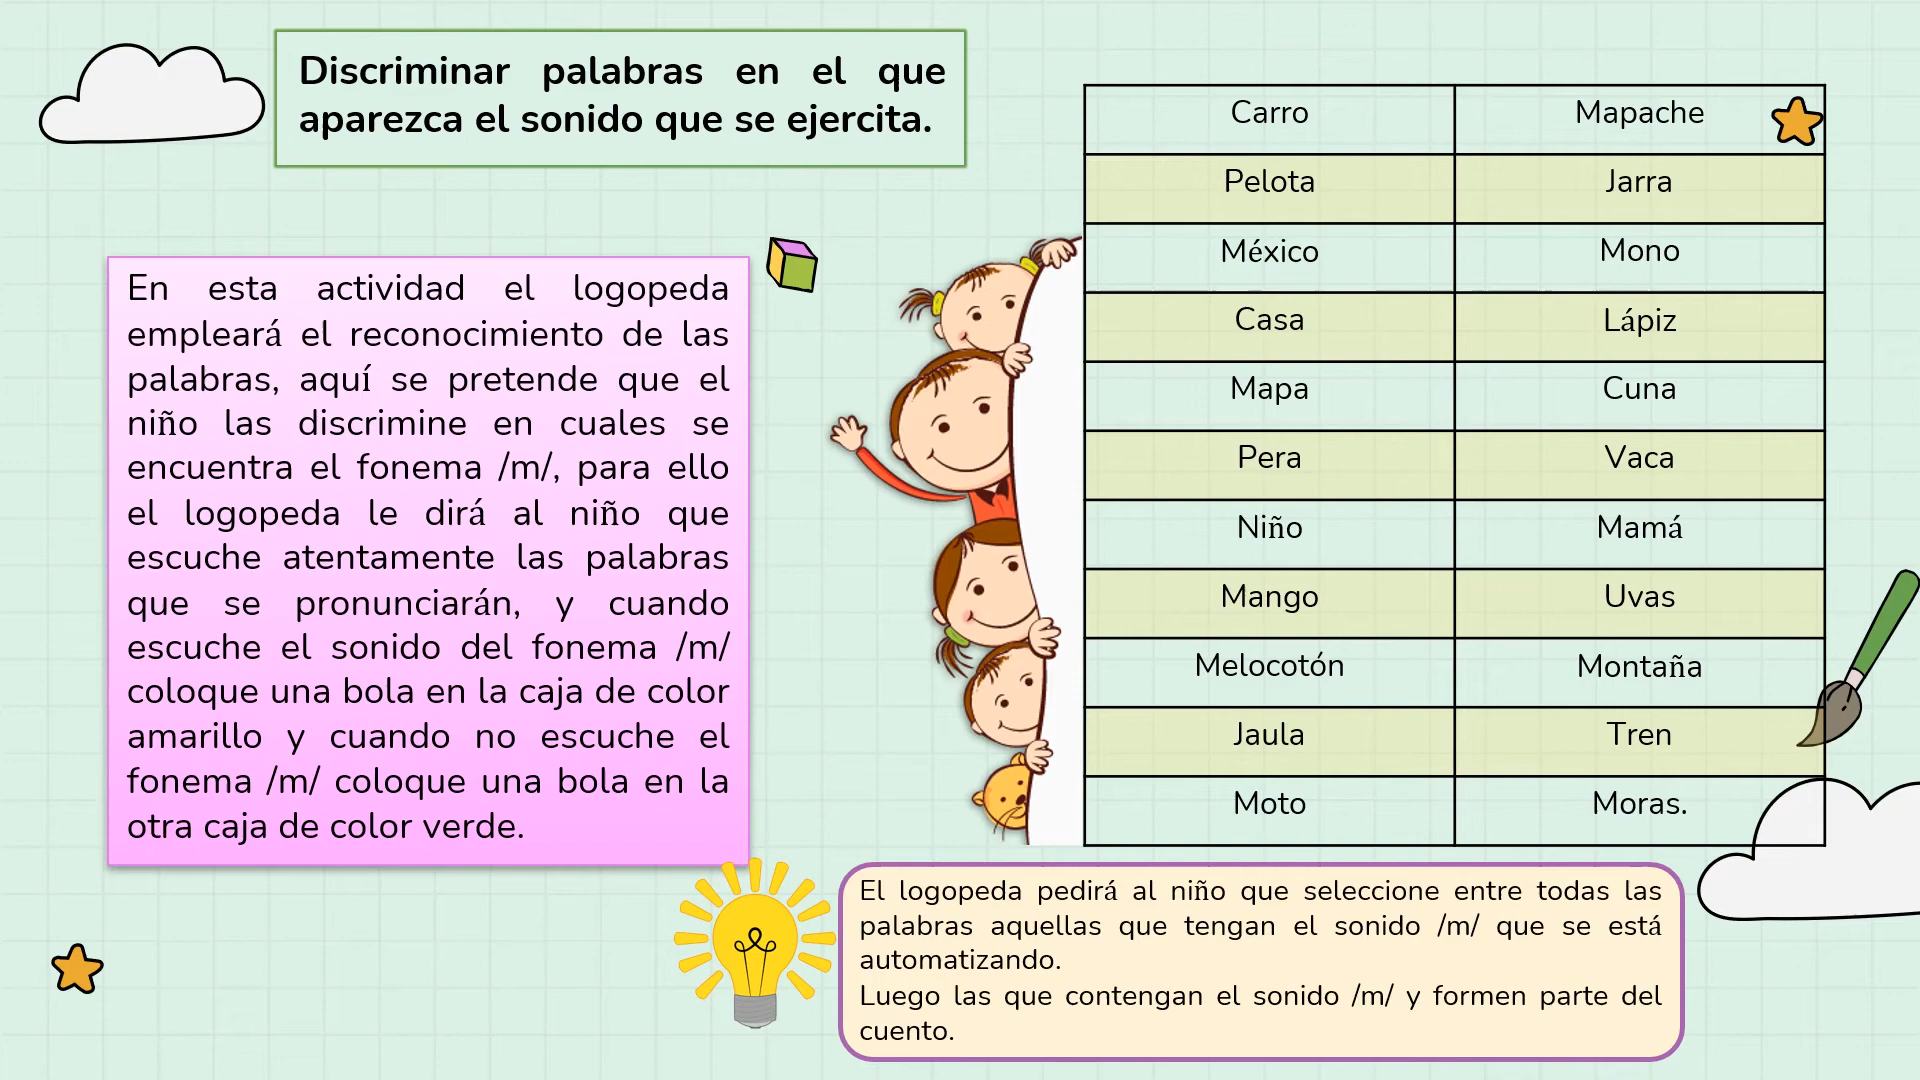 Discriminar palabras en el que
aparezca el sonido que se ejercita.
En esta actividad el logopeda
empleará el reconocimiento de las
palabras, aquí se pretende que el
niño las discrimine en cuales se
encuentra el fonema /m/, para ello
el logopeda le dirá al niño que
escuche atentamente las palabras
que se pronunciarán, y cuando
escuche el sonido del fonema /m/
coloque una bola en la caja de color
amarillo y cuando no escuche el
fonema /m/ coloque una bola en la
otra caja de color verde.
Carro Mapache
Pelota Jarra
México Mono
Casa Lápiz
Mapa Cuna
Pera Vaca
Niño Mamá
Mango Uvas
Melocotón Montaña
Jaula Tren
Moto Moras.
El logopeda pedirá al niño que seleccione entre todas las
palabras aquellas que tengan el sonido /m/ que se está
automatizando.
Luego las que contengan el sonido /m/ y formen parte del
cuento.